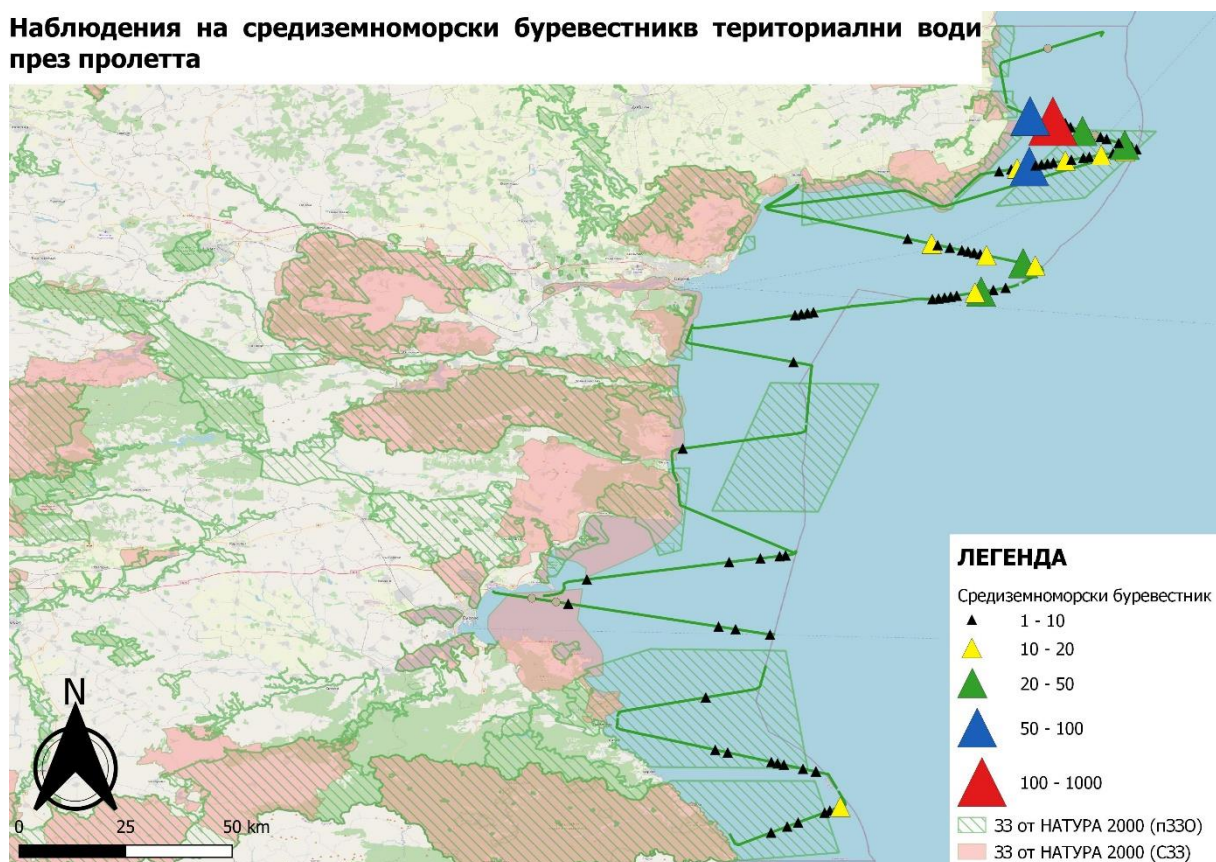 Наблюдения на средиземноморски буревестникв териториални води
през пролетта
ЛЕГЕНДА
Средиземноморски буревестник
1 - 10
10 - 20
20 - 50
50 - 100
100 - 1000
ЗЗ от НАТУРА 2000 (пЗЗО)
ЗЗ от НАТУРА 2000 (СЗЗ)
N
0 25 50 km